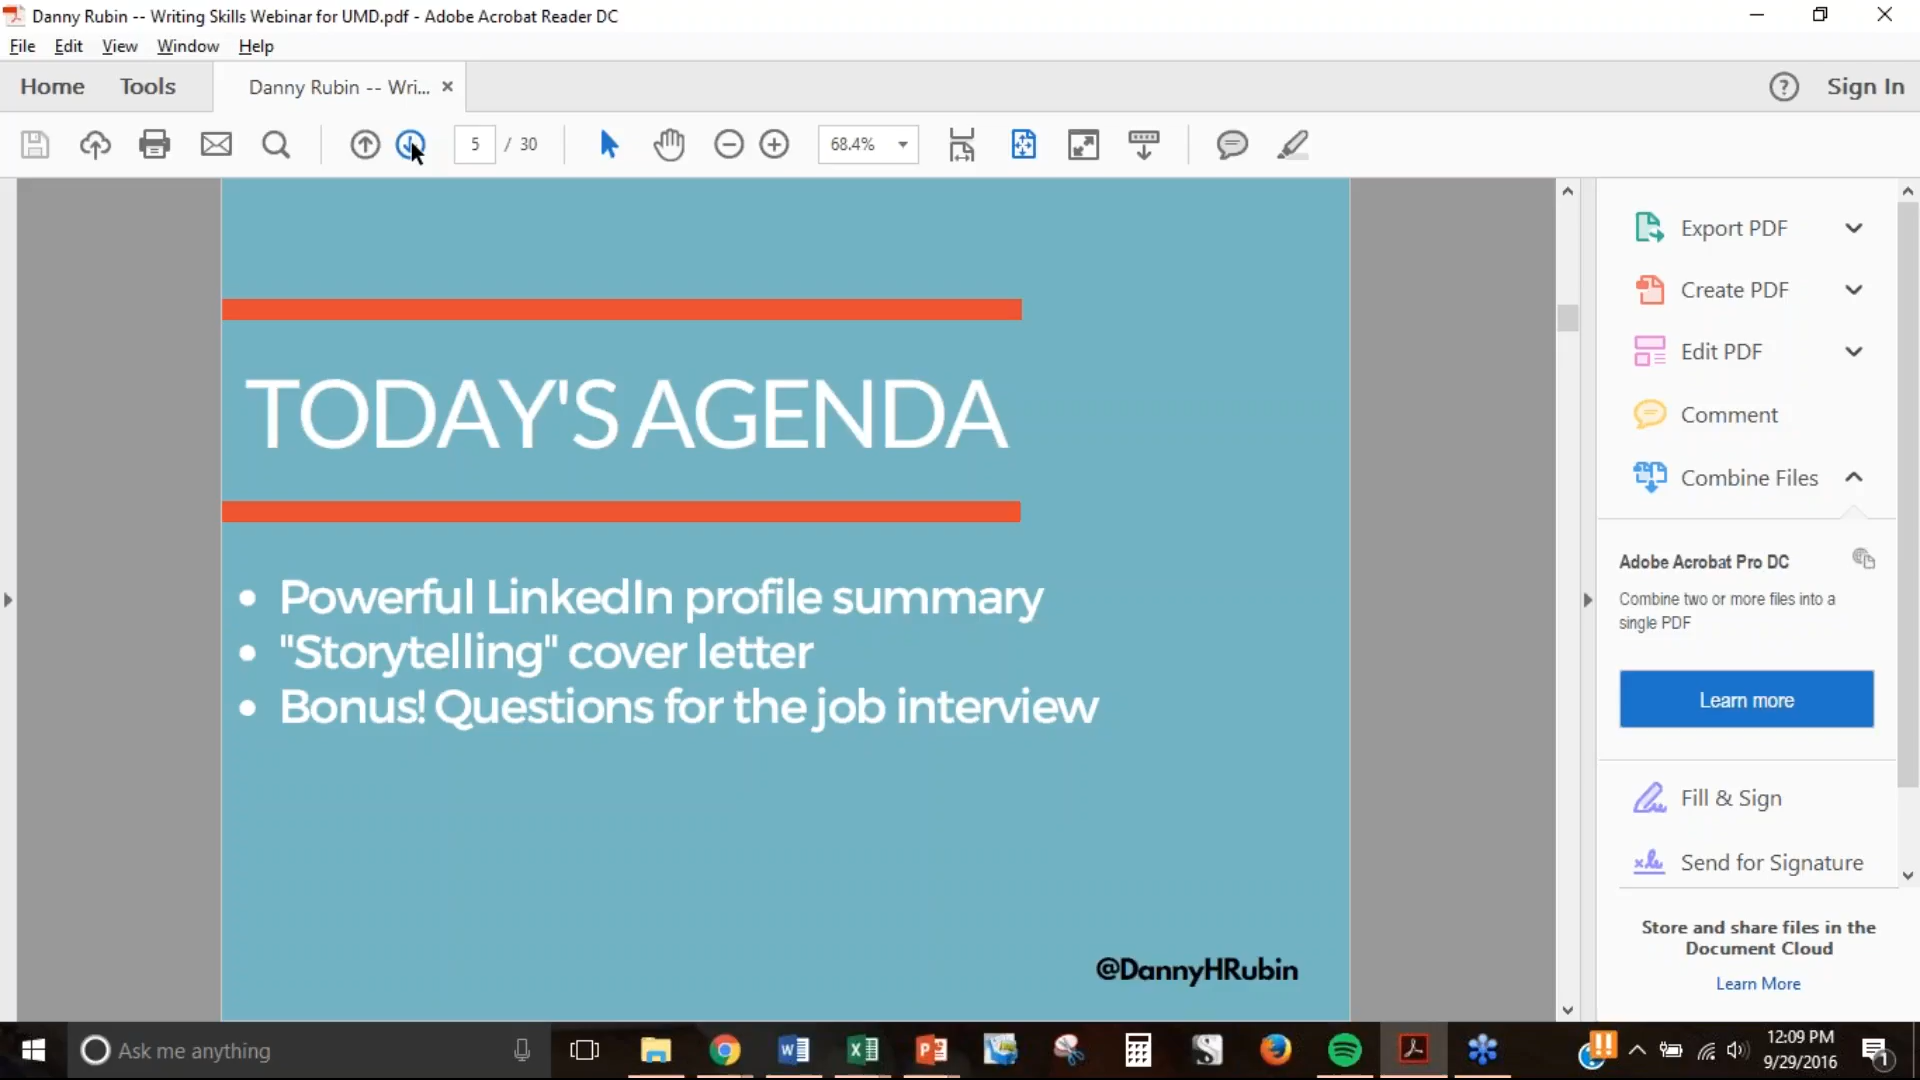 Danny Rubin -- Writing Skills Webinar for UMD.pdf - Adobe Acrobat Reader DC
File Edit View Window Help
Home Tools Danny Rubin -- Wri... Sign In
5 / 30 68.4%
TODAY'S AGENDA
• Powerful LinkedIn profile summary
• "Storytelling" cover letter
• Bonus! Questions for the job interview
@DannyHRubin
Export PDF
Create PDF
Edit PDF
Comment
Combine Files
Adobe Acrobat Pro DC
Combine two or more files into a
single PDF
Learn more
Fill & Sign
Send for Signature
Store and share files in the
Document Cloud
Learn More
Ask me anything
12:09 PM
9/29/2016
1